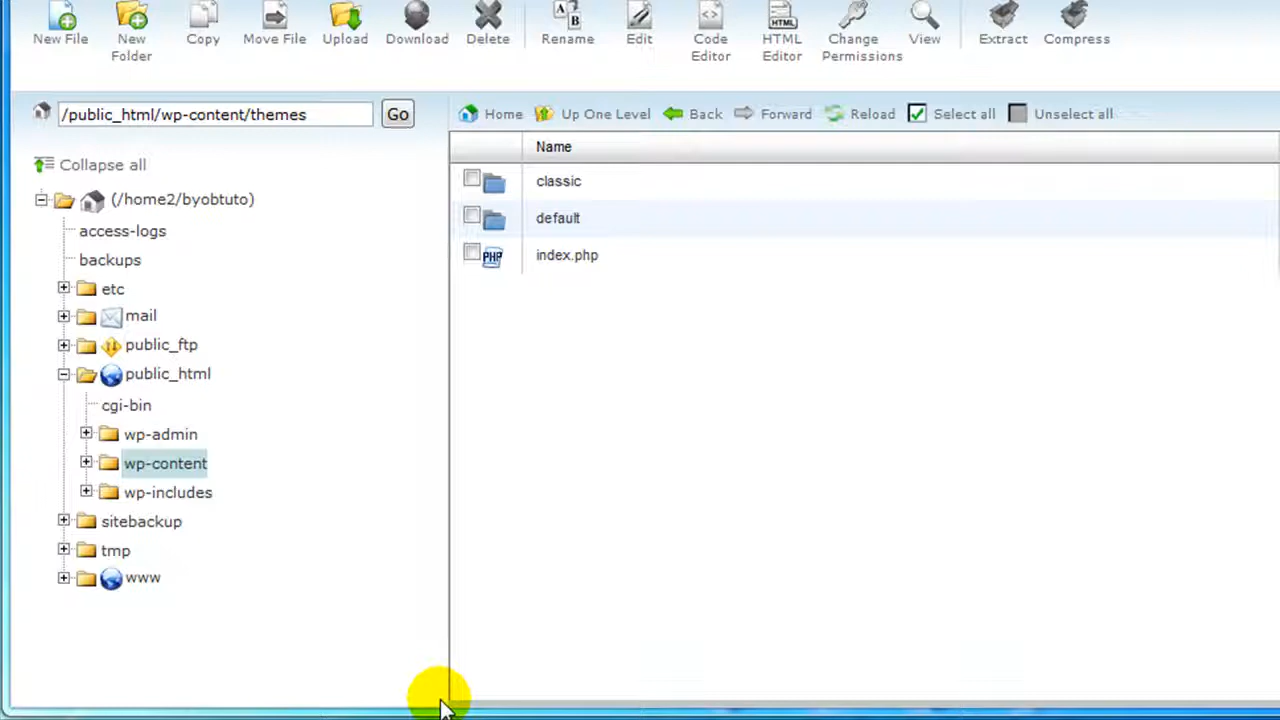 New File
New Folder
Copy
Move File
Upload
Download
Delete
A B
Rename
Edit
<>
Code Editor
HTML
HTML Editor
Change Permissions
View
Extract
Compress
/public_html/wp-content/themes
Go
Home
Up One Level
Back
Forward
Reload
Select all
Unselect all
Collapse all
(/home2/byobtuto)
access-logs
backups
etc
mail
public_ftp
public_html
cgi-bin
wp-admin
wp-content
wp-includes
sitebackup
tmp
www
Name
classic
default
PHP index.php